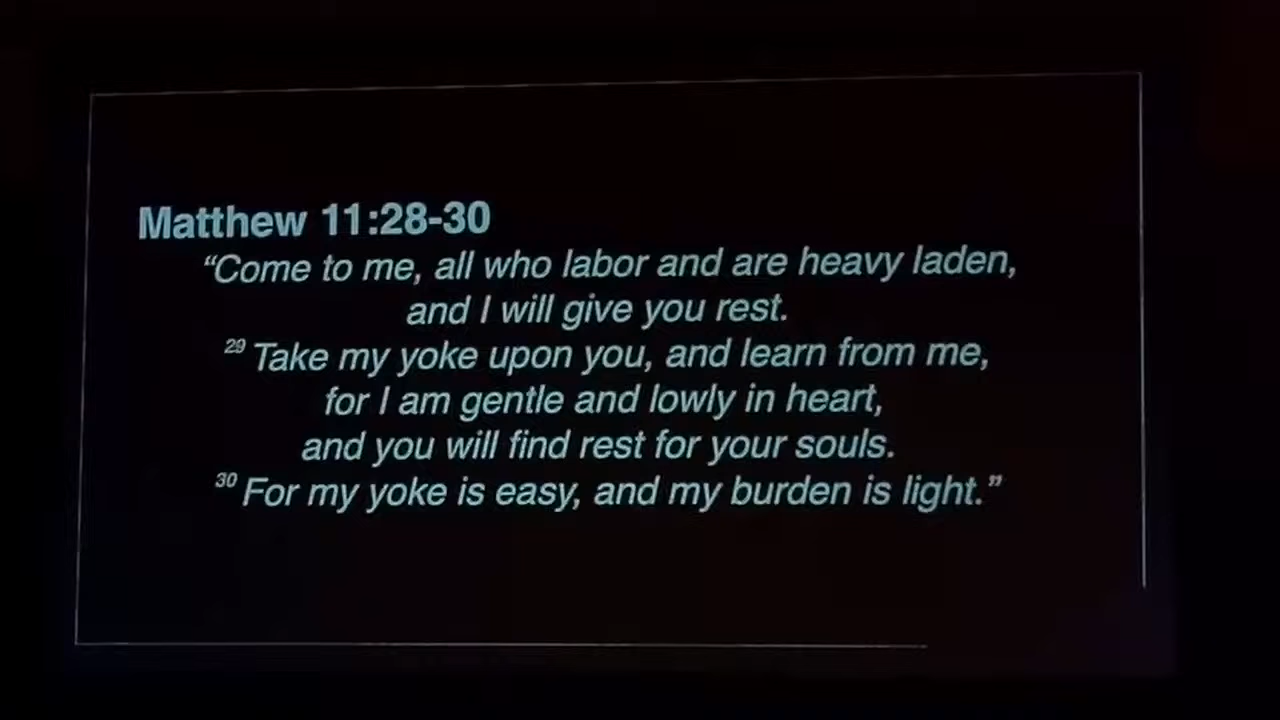 Matthew 11:28-30
“Come to me, all who labor and are heavy laden,
and I will give you rest.
29 Take my yoke upon you, and learn from me,
for I am gentle and lowly in heart,
and you will find rest for your souls.
30 For my yoke is easy, and my burden is light.”